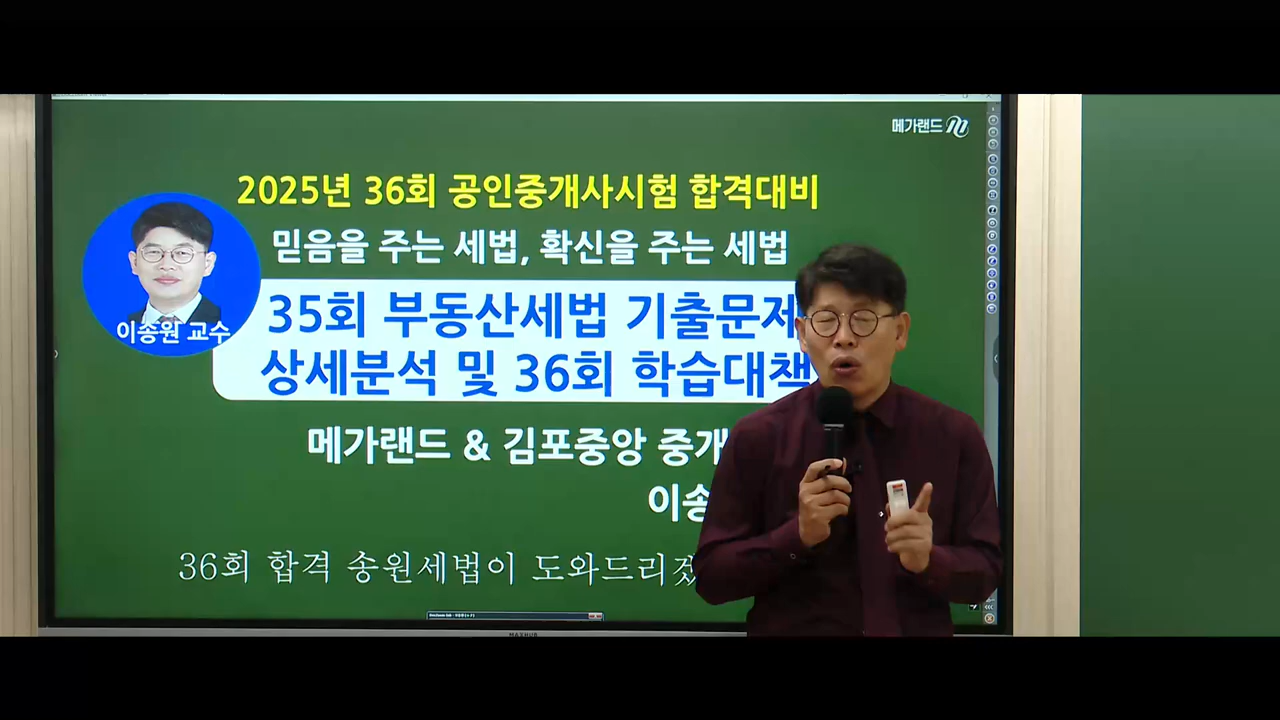 메가랜드
2025년 36회 공인중개사시험 합격대비
믿음을 주는 세법, 확신을 주는 세법
이송원 교수
35회 부동산세법 기출문제
상세분석 및 36회 학습대책
메가랜드 & 김포중앙 중개
이송
36회 합격 송원세법이 도와드리겠